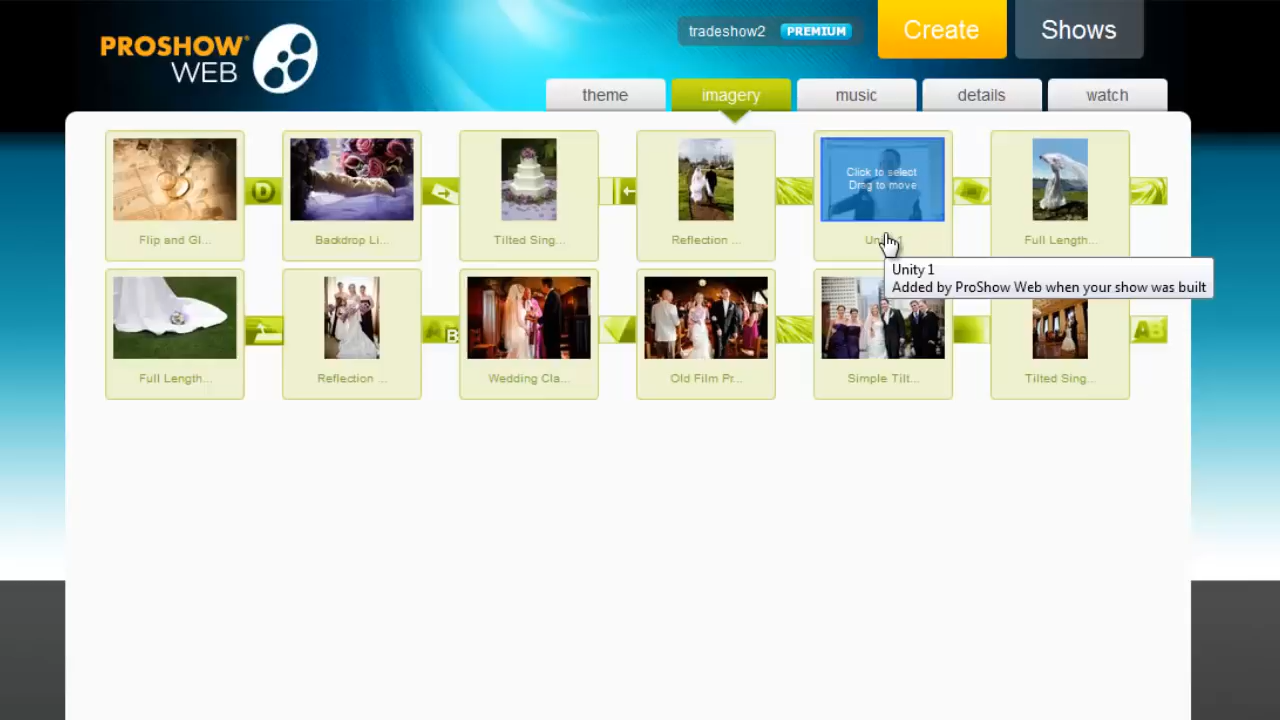 PROSHOW®
WEB
tradeshow2 PREMIUM
Create
Shows
theme
imagery
music
details
watch
Click to select
Drag to move
Flip and Gl...
D
Backdrop Li...
Tilted Sing...
Reflection ...
Full Length...
Unity 1
Added by ProShow Web when your show was built
Full Length...
Reflection ...
AB
Wedding Cla...
Old Film Pr...
Simple Tilt...
Tilted Sing...
AB